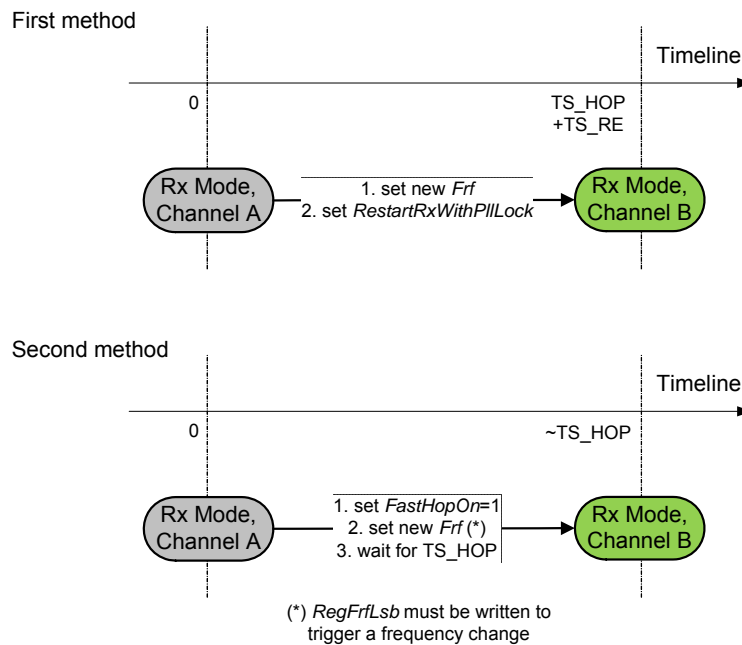 First method
Timeline
0
TS_HOP
+TS_RE
Rx Mode,
Channel A
1. set new Frf
2. set RestartRxWithPllLock
Rx Mode,
Channel B
Second method
Timeline
0
~TS_HOP
Rx Mode,
Channel A
1. set FastHopOn=1
2. set new Frf (*)
3. wait for TS_HOP
Rx Mode,
Channel B
(*) RegFrfLsb must be written to
trigger a frequency change